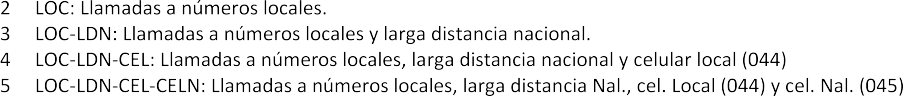 2 LOC: Llamadas a números locales.
3 LOC-LDN: Llamadas a números locales y larga distancia nacional.
4 LOC-LDN-CEL: Llamadas a números locales, larga distancia nacional y celular local (044)
5 LOC-LDN-CEL-CELN: Llamadas a números locales, larga distancia Nal., cel. Local (044) y cel. Nal. (045)